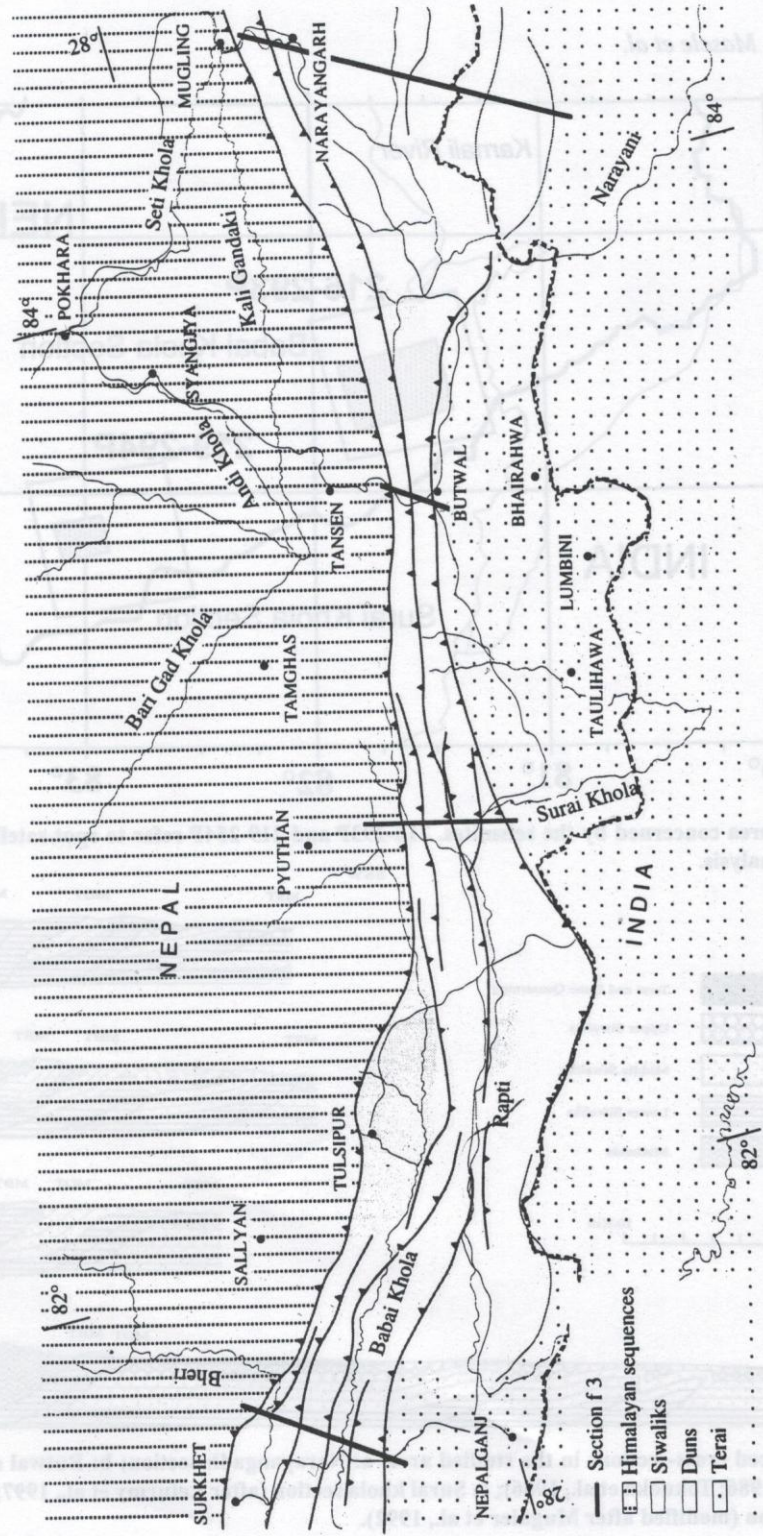 82°
84°
28°
POKHARA
MUGLING
Seti Khola
SYANGJYA
Kali Gandaki
Andi Khola
Bari Gad Khola
NEPAL
Bheri
SALLYAN
PYUTHAN
TAMGHAS
TANSEN
NARAYANGARH
SURKHET
TULSIPUR
Babai Khola
Rapti
Surai Khola
BUTWAL
BHAIRAHWA
LUMBINI
TAULIHAWA
Narayani
NEPALGANJ
28°
INDIA
82°
84°
Section f 3
Himalayan sequences
Siwaliks
Duns
Terai